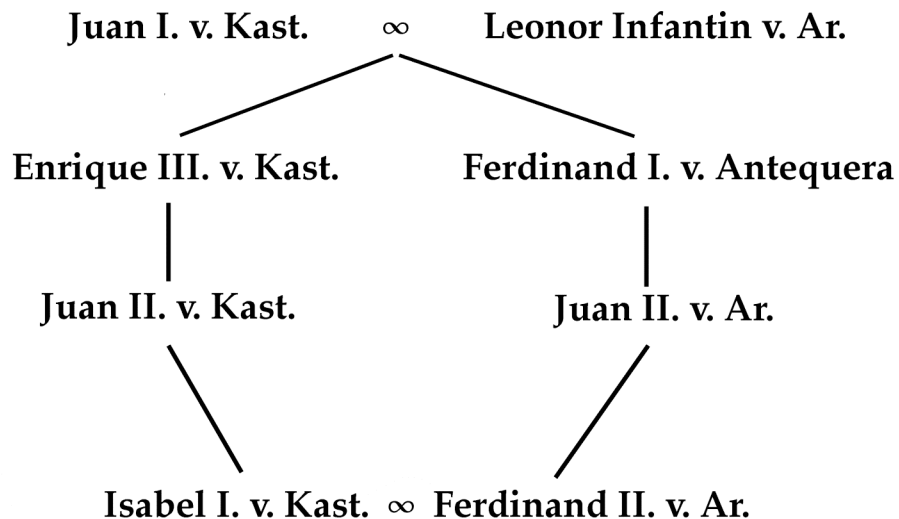 Juan I. v. Kast. ∞ Leonor Infantin v. Ar.
Enrique III. v. Kast. Ferdinand I. v. Antequera
Juan II. v. Kast. Juan II. v. Ar.
Isabel I. v. Kast. ∞ Ferdinand II. v. Ar.